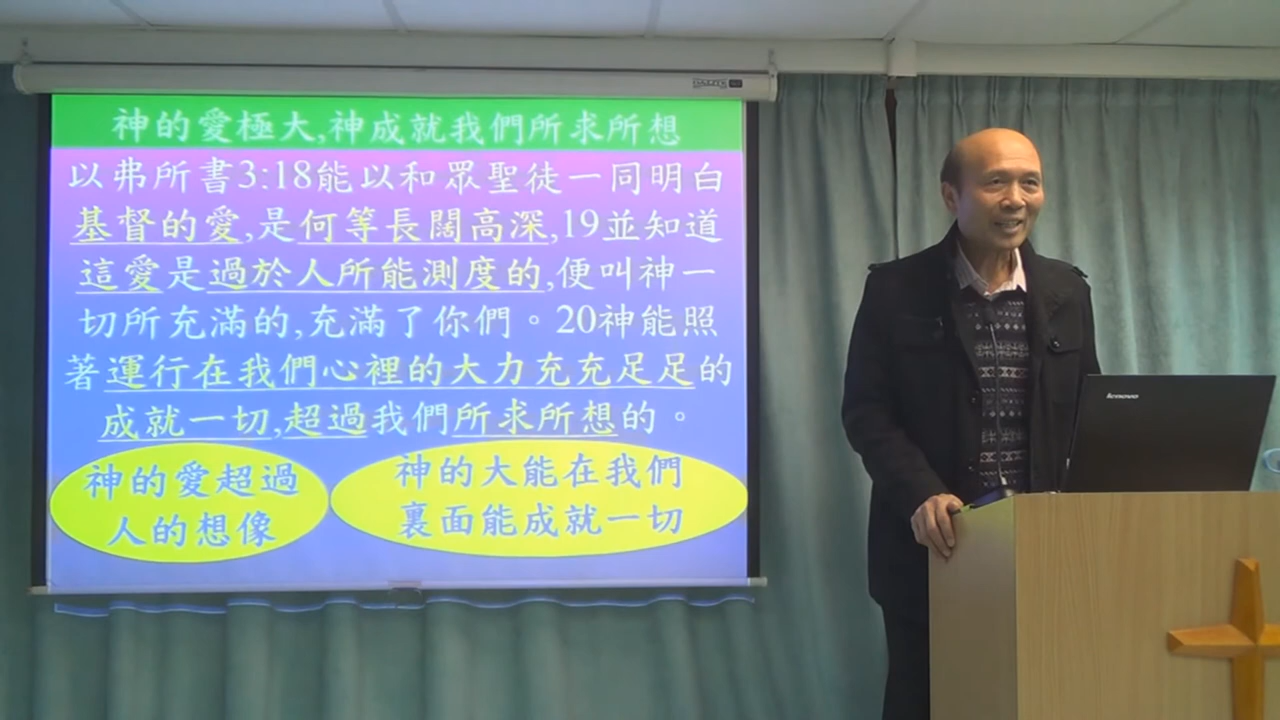 神的愛極大,神成就我們所求所想
以弗所書3:18能以和眾聖徒一同明白
基督的愛,是何等長闊高深,19並知道
這愛是過於人所能測度的,便叫神一
切所充滿的,充滿了你們。20神能照
著運行在我們心裡的大力充充足足的
成就一切,超過我們所求所想的。
神的愛超過
人的想像
神的大能在我們
裏面能成就一切
lenovo